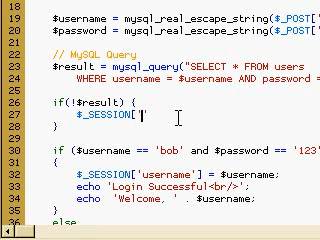 18
19 $username = mysql_real_escape_string($_POST['
20 $password = mysql_real_escape_string($_POST['
21
22 // MySQL Query
23 $result = mysql_query("SELECT * FROM users
24 WHERE username = $username AND password =
25
26 if(!$result) {
27 $_SESSION['
28 }
29
30 if ($username == 'bob' and $password == '123'
31 {
32 $_SESSION['username'] = $username;
33 echo 'Login Successful<br/>';
34 echo 'Welcome, ' . $username;
35 }
36 else